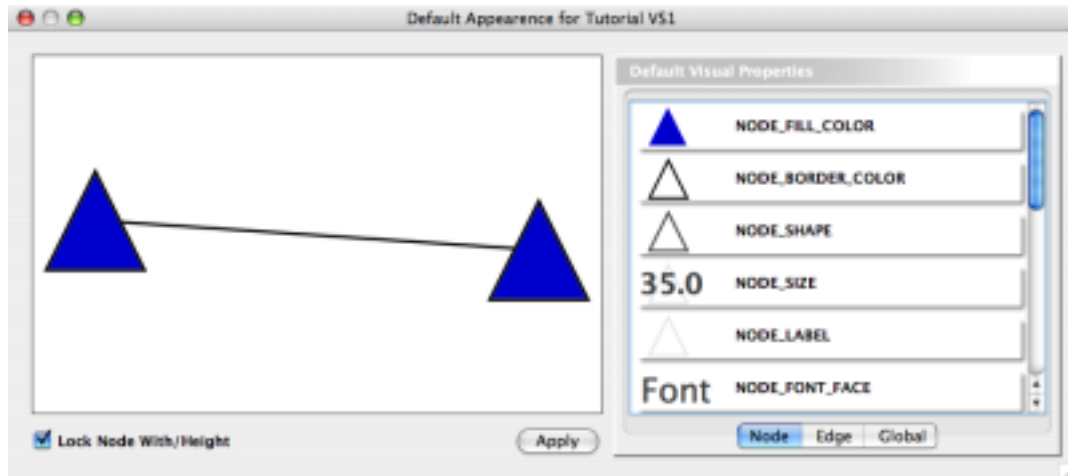 Default Appearence for Tutorial VS1
Default Visual Properties
NODE_FILL_COLOR
NODE_BORDER_COLOR
NODE_SHAPE
35.0 NODE_SIZE
NODE_LABEL
Font NODE_FONT_FACE
Lock Node With/Height
Apply
Node Edge Global